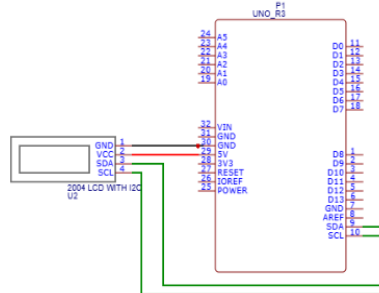 P1
UNO_R3
24 A5
23 A4
22 A3
21 A2
20 A1
19 A0
32 VIN
31 GND
30 GND
29 5V
28 3V3
27 RESET
26 IOREF
25 POWER
D0 11
D1 12
D2 13
D3 14
D4 15
D5 16
D6 17
D7 18
D8 1
D9 2
D10 3
D11 4
D12 5
D13 6
GND 7
AREF 8
SDA 9
SCL 10
GND 1
VCC 2
SDA 3
SCL 4
2004 LCD WITH I2C
U2